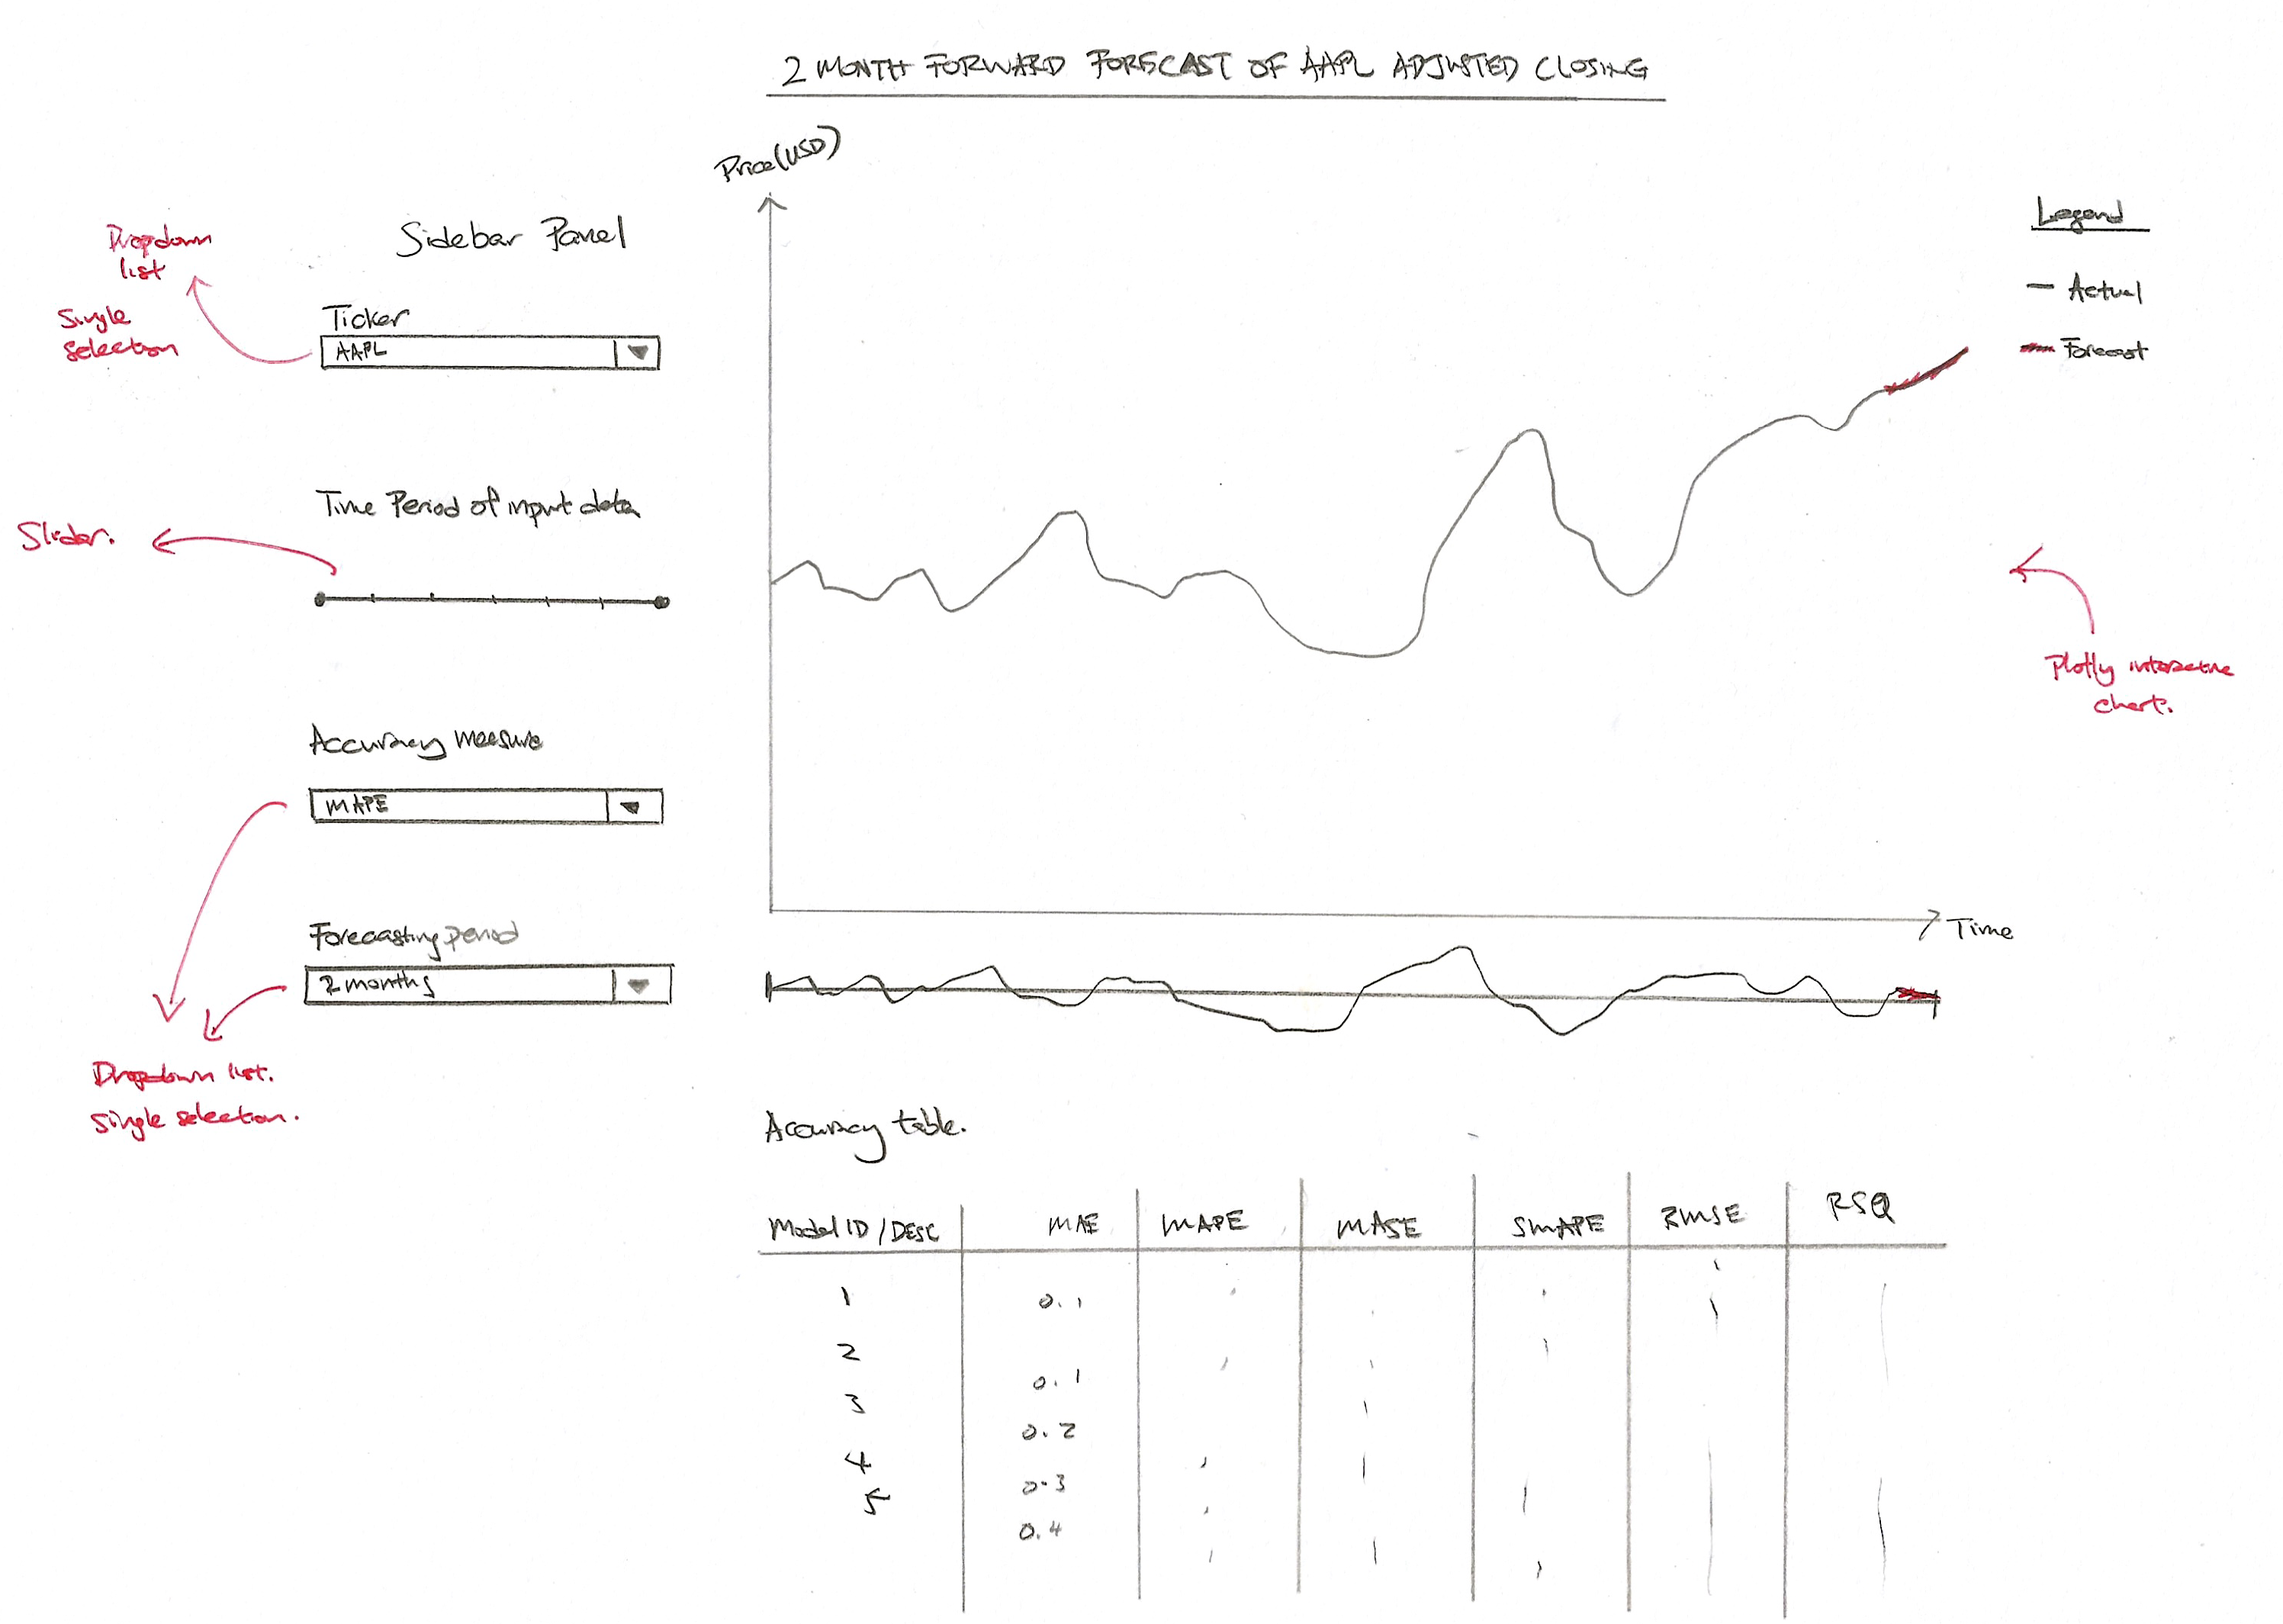 2 MONTH FORWARD FORECAST OF AAPL ADJUSTED CLOSING
Price (USD)
Sidebar Panel
Dropdown
list
Single
selection
Ticker
AAPL
Time Period of input data
Slider.
Accuracy measure
MAPE
Forecasting period
2 months
Dropdown list.
Single selection.
Legend
Actual
Forecast
Plotly interactive
chart.
Time
Accuracy table.
Model ID / DESC MAE MAPE MASE SMAPE RMSE RSQ
1 0.1
2 0.1
3 0.2
4 0.3
5 0.4